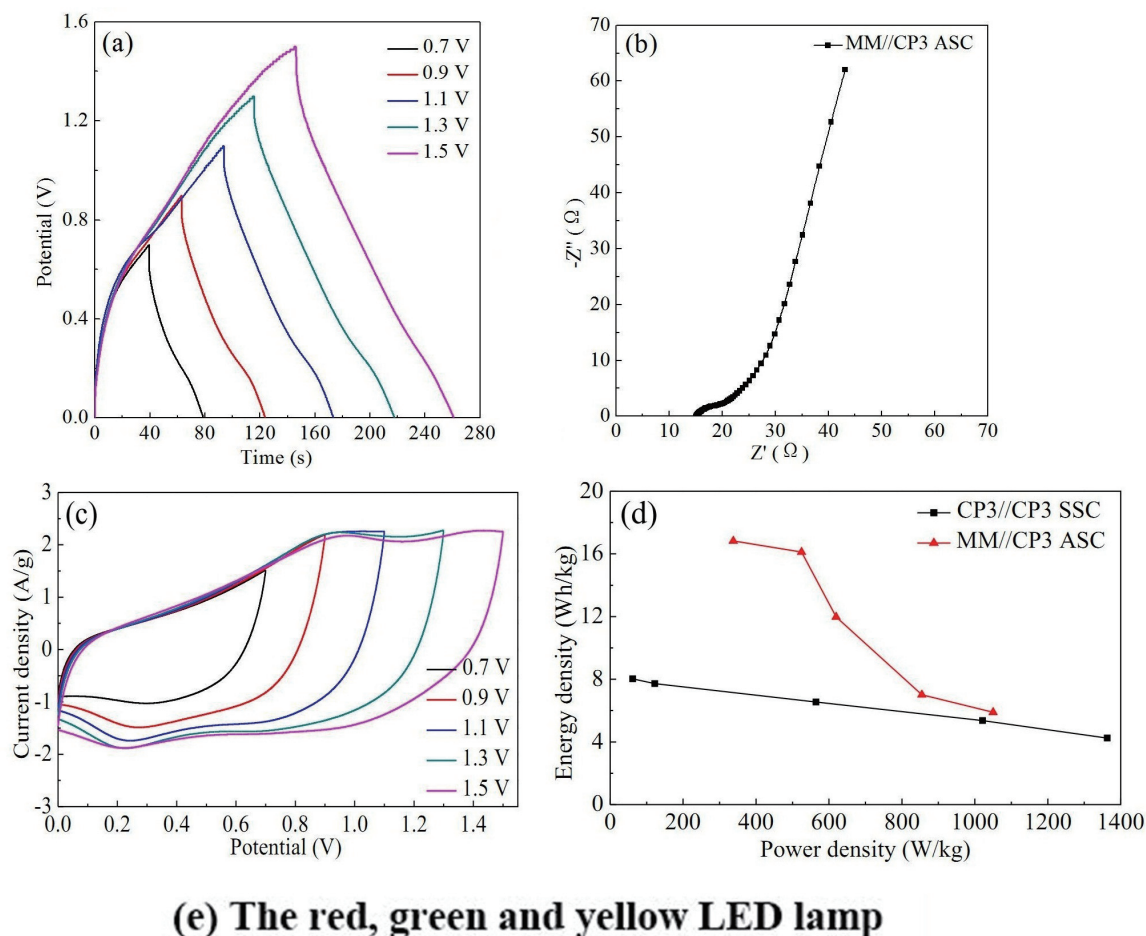 (a)
1.6
1.2
0.8
0.4
0.0
0 40 80 120 160 200 240 280
Potential (V)
Time (s)
0.7 V
0.9 V
1.1 V
1.3 V
1.5 V
(b)
MM//CP3 ASC
70
60
50
40
30
20
10
0
0 10 20 30 40 50 60 70
-Z''(Ω)
Z'(Ω)
(c)
3
2
1
0
-1
-2
-3
0.0 0.2 0.4 0.6 0.8 1.0 1.2 1.4
Current density (A/g)
Potential (V)
0.7 V
0.9 V
1.1 V
1.3 V
1.5 V
(d)
CP3//CP3 SSC
MM//CP3 ASC
20
16
12
8
4
0
0 200 400 600 800 1000 1200 1400
Energy density (Wh/kg)
Power density (W/kg)
(e) The red, green and yellow LED lamp